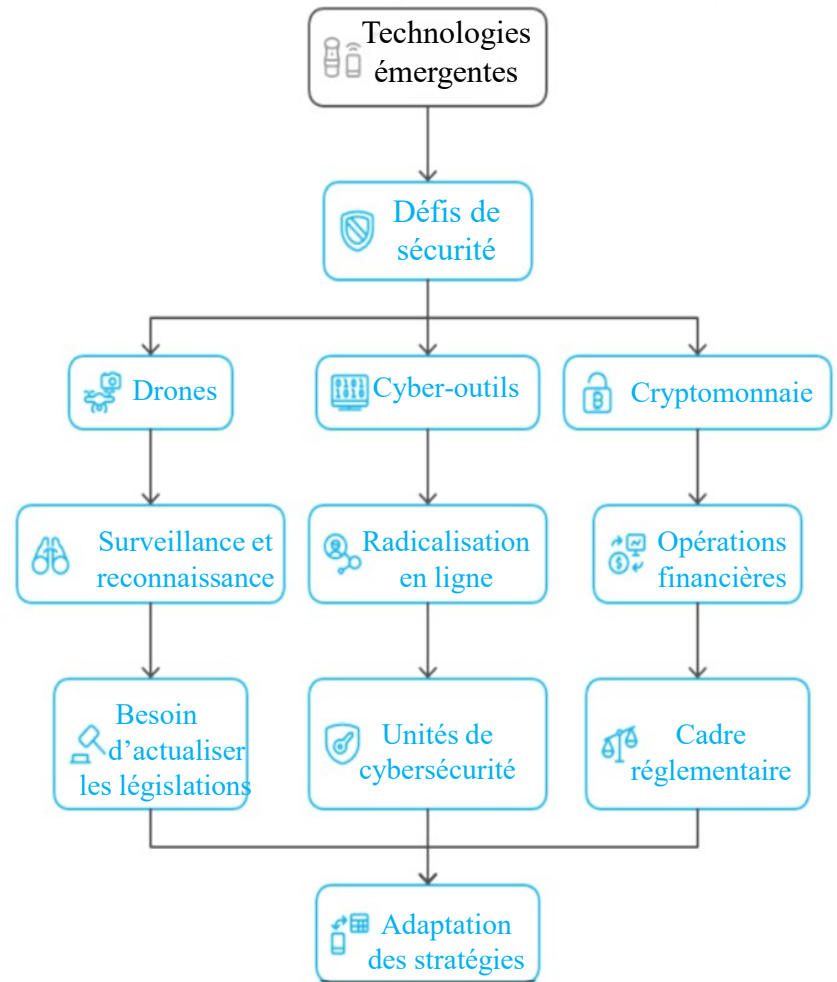 Technologies
émergentes
Défis de
sécurité
Drones
Cyber-outils
Cryptomonnaie
Surveillance et
reconnaissance
Radicalisation
en ligne
Opérations
financières
Besoin
d’actualiser
les législations
Unités de
cybersécurité
Cadre
réglementaire
Adaptation
des stratégies